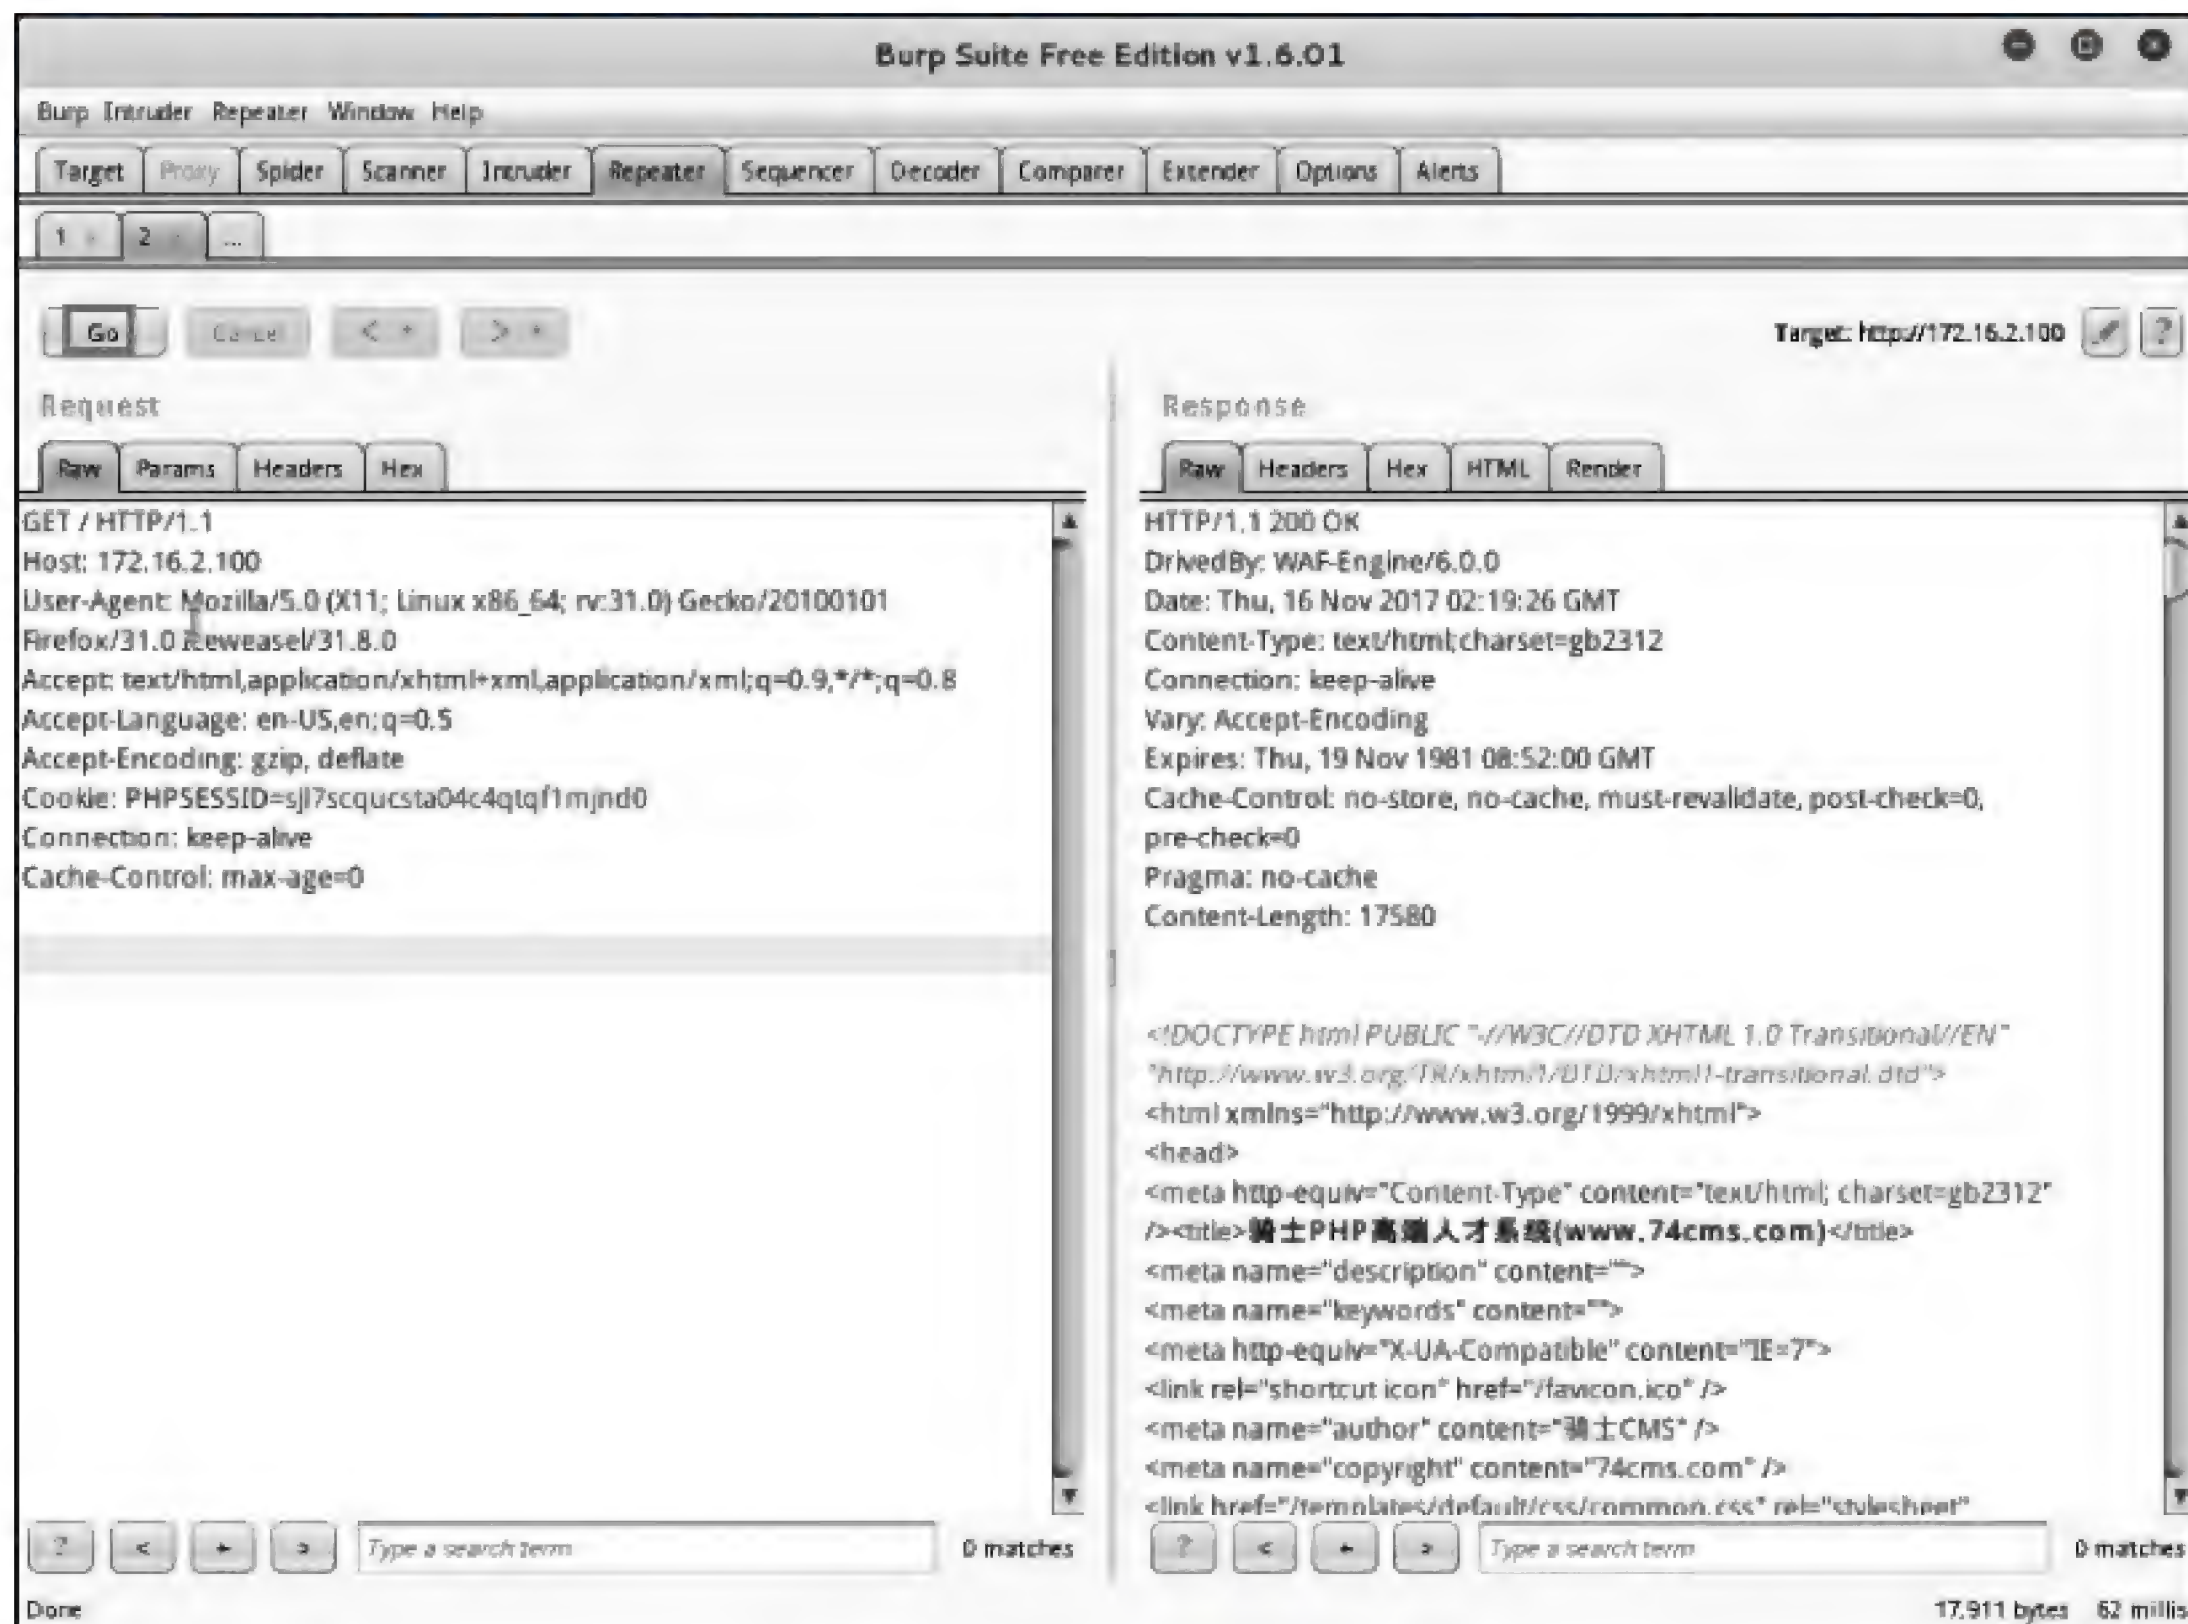 Burp Suite Free Edition v1.6.01
Burp Intruder Repeater Window Help
Target Proxy Spider Scanner Intruder Repeater Sequencer Decoder Comparer Extender Options Alerts
1 2 ...
Go Cancel < >
Target: http://172.16.2.100 ?
Request
Raw Params Headers Hex
GET / HTTP/1.1
Host: 172.16.2.100
User-Agent: Mozilla/5.0 (X11; Linux x86_64; rv:31.0) Gecko/20100101
Firefox/31.0 Iceweasel/31.8.0
Accept: text/html,application/xhtml+xml,application/xml;q=0.9,*/*;q=0.8
Accept-Language: en-US,en;q=0.5
Accept-Encoding: gzip, deflate
Cookie: PHPSESSID=sjl7scqucsta04c4qtqf1mjnd0
Connection: keep-alive
Cache-Control: max-age=0
? < + > Type a search term 0 matches
Done
Response
Raw Headers Hex HTML Render
HTTP/1.1 200 OK
DrivedBy: WAF-Engine/6.0.0
Date: Thu, 16 Nov 2017 02:19:26 GMT
Content-Type: text/html;charset=gb2312
Connection: keep-alive
Vary: Accept-Encoding
Expires: Thu, 19 Nov 1981 08:52:00 GMT
Cache-Control: no-store, no-cache, must-revalidate, post-check=0,
pre-check=0
Pragma: no-cache
Content-Length: 17580
<!DOCTYPE html PUBLIC "-//W3C//DTD XHTML 1.0 Transitional//EN"
"http://www.w3.org/TR/xhtml1/DTD/xhtml1-transitional.dtd">
<html xmlns="http://www.w3.org/1999/xhtml">
<head>
<meta http-equiv="Content-Type" content="text/html; charset=gb2312"
/><title>骑士PHP高端人才系统(www.74cms.com)</title>
<meta name="description" content="">
<meta name="keywords" content="">
<meta http-equiv="X-UA-Compatible" content="IE=7">
<link rel="shortcut icon" href="/favicon.ico" />
<meta name="author" content="骑士CMS" />
<meta name="copyright" content="74cms.com" />
<link href="/templates/default/css/common.css" rel="stylesheet"
? < + > Type a search term 0 matches
17,911 bytes 62 millis